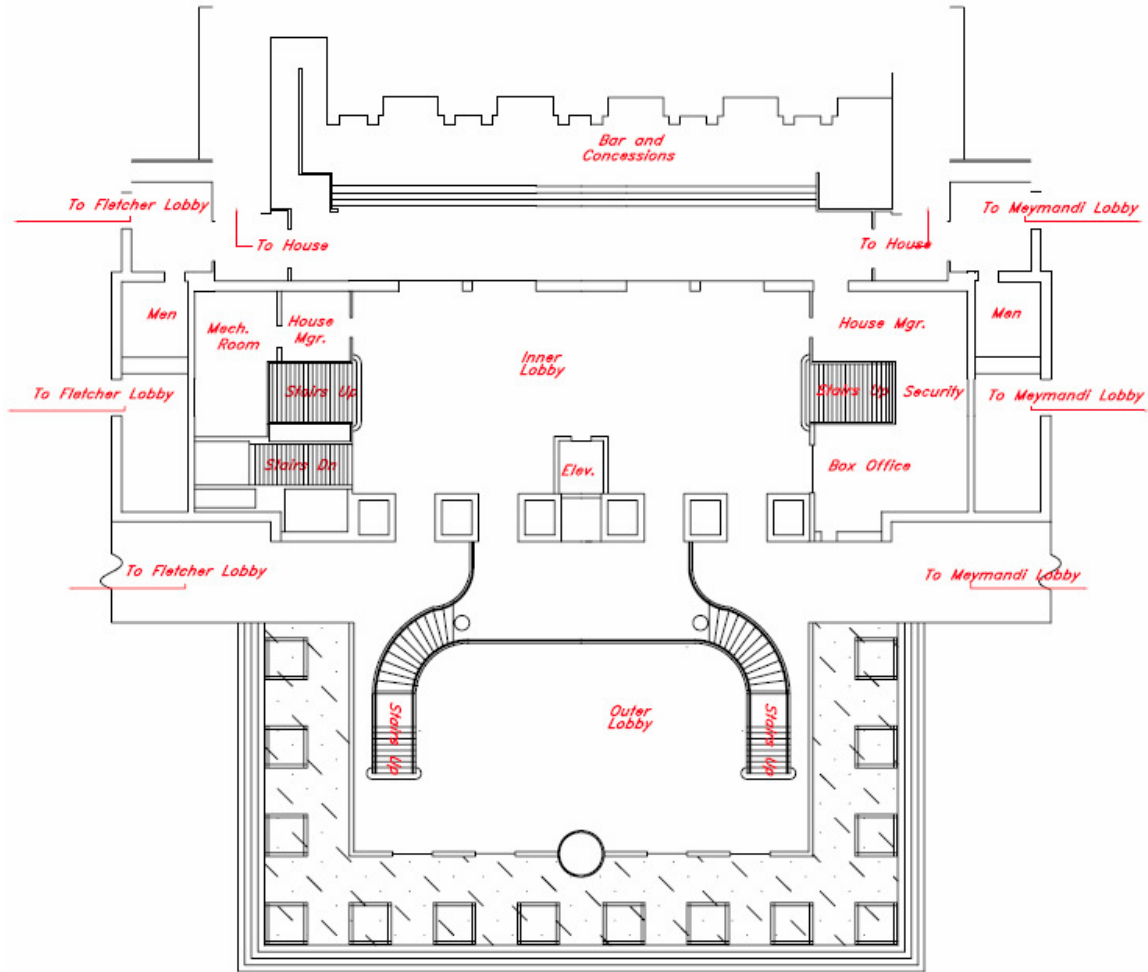 Bar and
Concessions
To Fletcher Lobby
To Meymandi Lobby
To House
To House
Men
Mech.
Room
House
Mgr.
Inner
Lobby
House Mgr.
Men
To Fletcher Lobby
Stairs Up
Stairs Up
Security
To Meymandi Lobby
Stairs Dn
Elev.
Box Office
To Fletcher Lobby
To Meymandi Lobby
Stairs Up
Outer
Lobby
Stairs Up